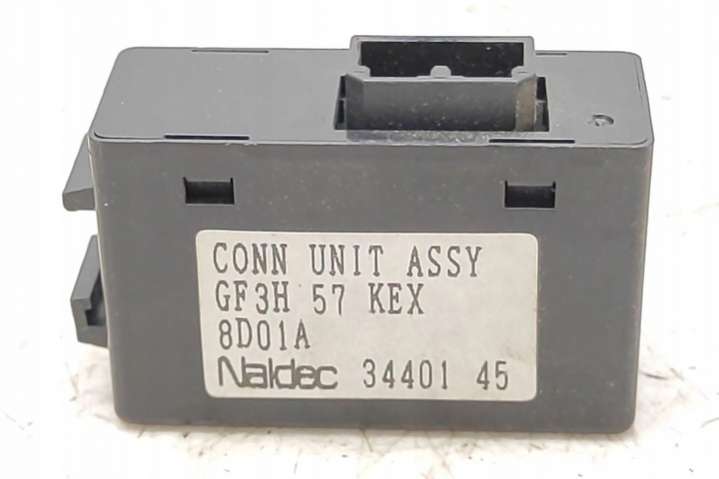 CONN UNIT ASSY
GF3H 57 KEX
8D01A
Naldec 34401 45